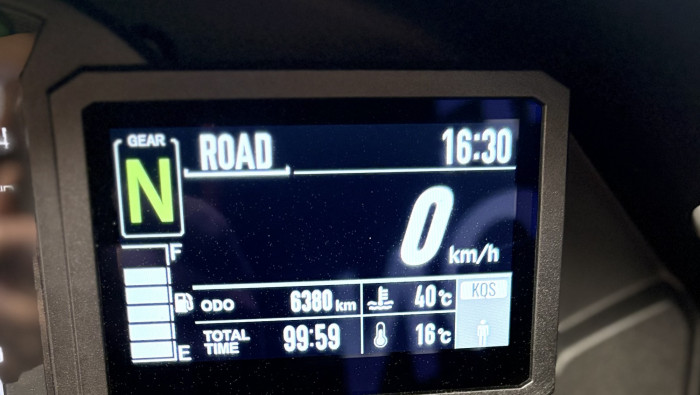 GEAR
N
ROAD
16:30
0 km/h
F
E
ODO 6380 km
40℃
TOTAL TIME 99:59
16℃
KQS